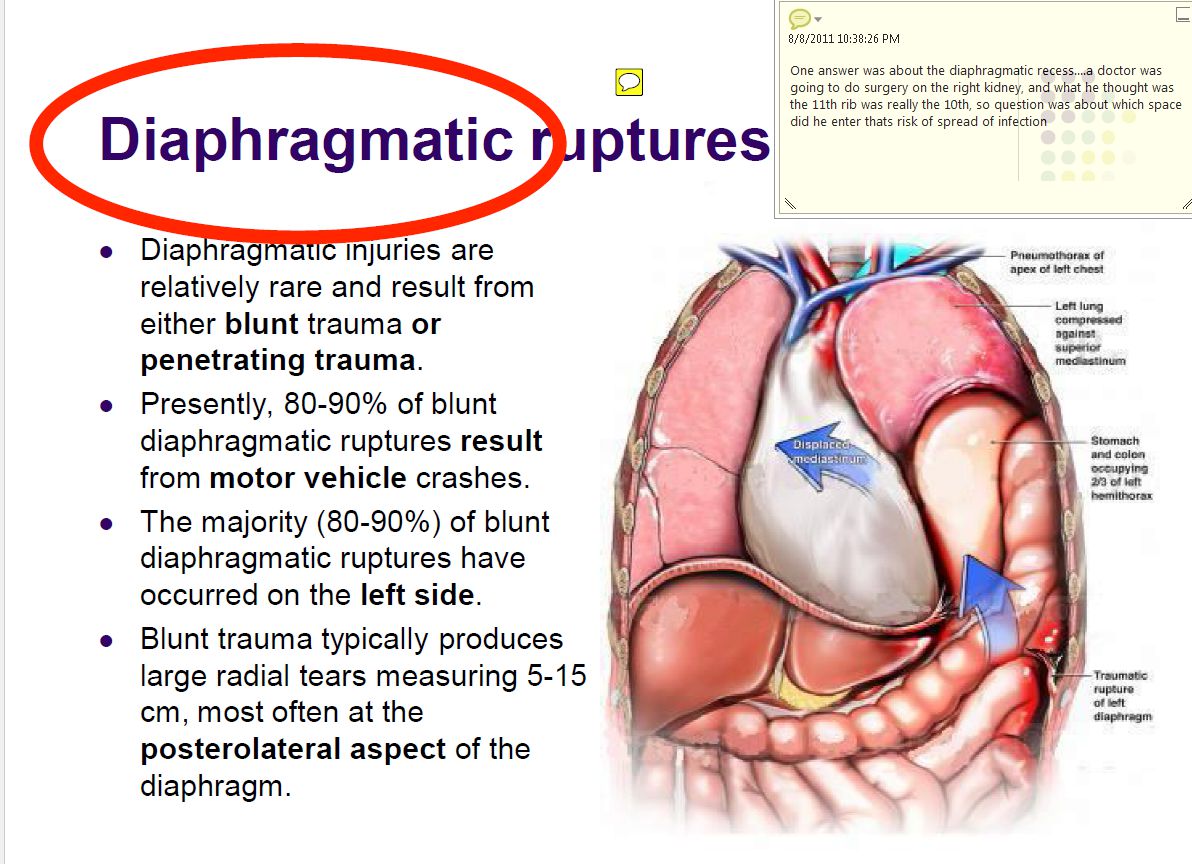 8/8/2011 10:38:26 PM
One answer was about the diaphragmatic recess....a doctor was
going to do surgery on the right kidney, and what he thought was
the 11th rib was really the 10th, so question was about which space
did he enter thats risk of spread of infection
Diaphragmatic ruptures
Diaphragmatic injuries are
relatively rare and result from
either blunt trauma or
penetrating trauma.
Presently, 80-90% of blunt
diaphragmatic ruptures result
from motor vehicle crashes.
The majority (80-90%) of blunt
diaphragmatic ruptures have
occurred on the left side.
Blunt trauma typically produces
large radial tears measuring 5-15
cm, most often at the
posterolateral aspect of the
diaphragm.
Pneumothorax of
apex of left chest
Left lung
compressed
against
superior
mediastinum
Displaced
mediastinum
Stomach
and colon
occupying
2/3 of left
hemithorax
Traumatic
rupture
of left
diaphragm